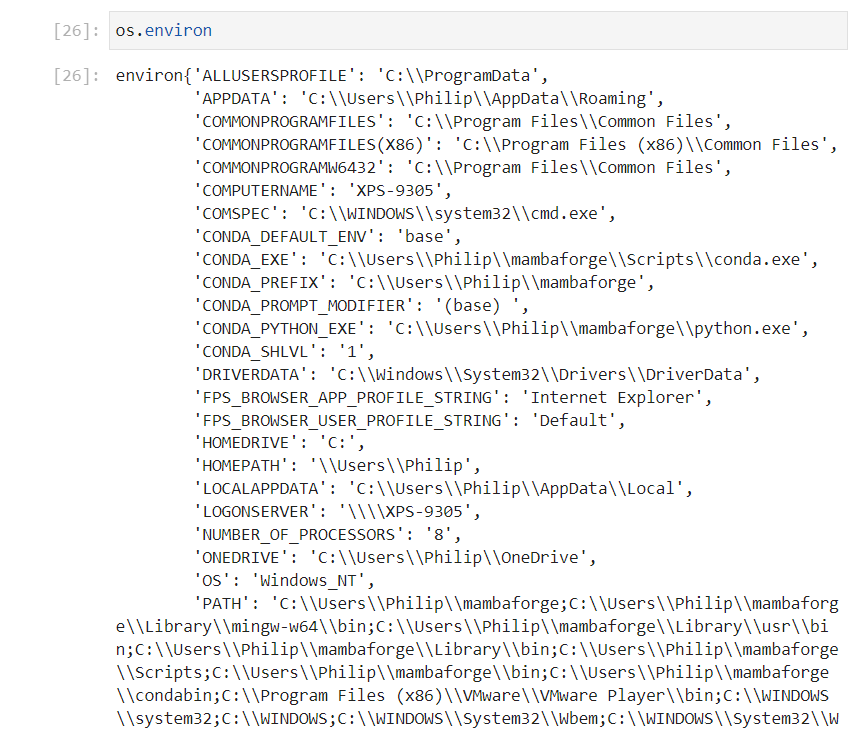 [26]: os.environ
[26]: environ{'ALLUSERSPROFILE': 'C:\\ProgramData',
'APPDATA': 'C:\\Users\\Philip\\AppData\\Roaming',
'COMMONPROGRAMFILES': 'C:\\Program Files\\Common Files',
'COMMONPROGRAMFILES(X86)': 'C:\\Program Files (x86)\\Common Files',
'COMMONPROGRAMW6432': 'C:\\Program Files\\Common Files',
'COMPUTERNAME': 'XPS-9305',
'COMSPEC': 'C:\\WINDOWS\\system32\\cmd.exe',
'CONDA_DEFAULT_ENV': 'base',
'CONDA_EXE': 'C:\\Users\\Philip\\mambaforge\\Scripts\\conda.exe',
'CONDA_PREFIX': 'C:\\Users\\Philip\\mambaforge',
'CONDA_PROMPT_MODIFIER': '(base) ',
'CONDA_PYTHON_EXE': 'C:\\Users\\Philip\\mambaforge\\python.exe',
'CONDA_SHLVL': '1',
'DRIVERDATA': 'C:\\Windows\\System32\\Drivers\\DriverData',
'FPS_BROWSER_APP_PROFILE_STRING': 'Internet Explorer',
'FPS_BROWSER_USER_PROFILE_STRING': 'Default',
'HOMEDRIVE': 'C:',
'HOMEPATH': '\\Users\\Philip',
'LOCALAPPDATA': 'C:\\Users\\Philip\\AppData\\Local',
'LOGONSERVER': '\\\\XPS-9305',
'NUMBER_OF_PROCESSORS': '8',
'ONEDRIVE': 'C:\\Users\\Philip\\OneDrive',
'OS': 'Windows_NT',
'PATH': 'C:\\Users\\Philip\\mambaforge;C:\\Users\\Philip\\mambaforg
e\\Library\\mingw-w64\\bin;C:\\Users\\Philip\\mambaforge\\Library\\usr\\bi
n;C:\\Users\\Philip\\mambaforge\\Library\\bin;C:\\Users\\Philip\\mambaforge
\\Scripts;C:\\Users\\Philip\\mambaforge\\bin;C:\\Users\\Philip\\mambaforge
\\condabin;C:\\Program Files (x86)\\VMware\\VMware Player\\bin;C:\\WINDOWS
\\system32;C:\\WINDOWS;C:\\WINDOWS\\System32\\Wbem;C:\\WINDOWS\\System32\\W